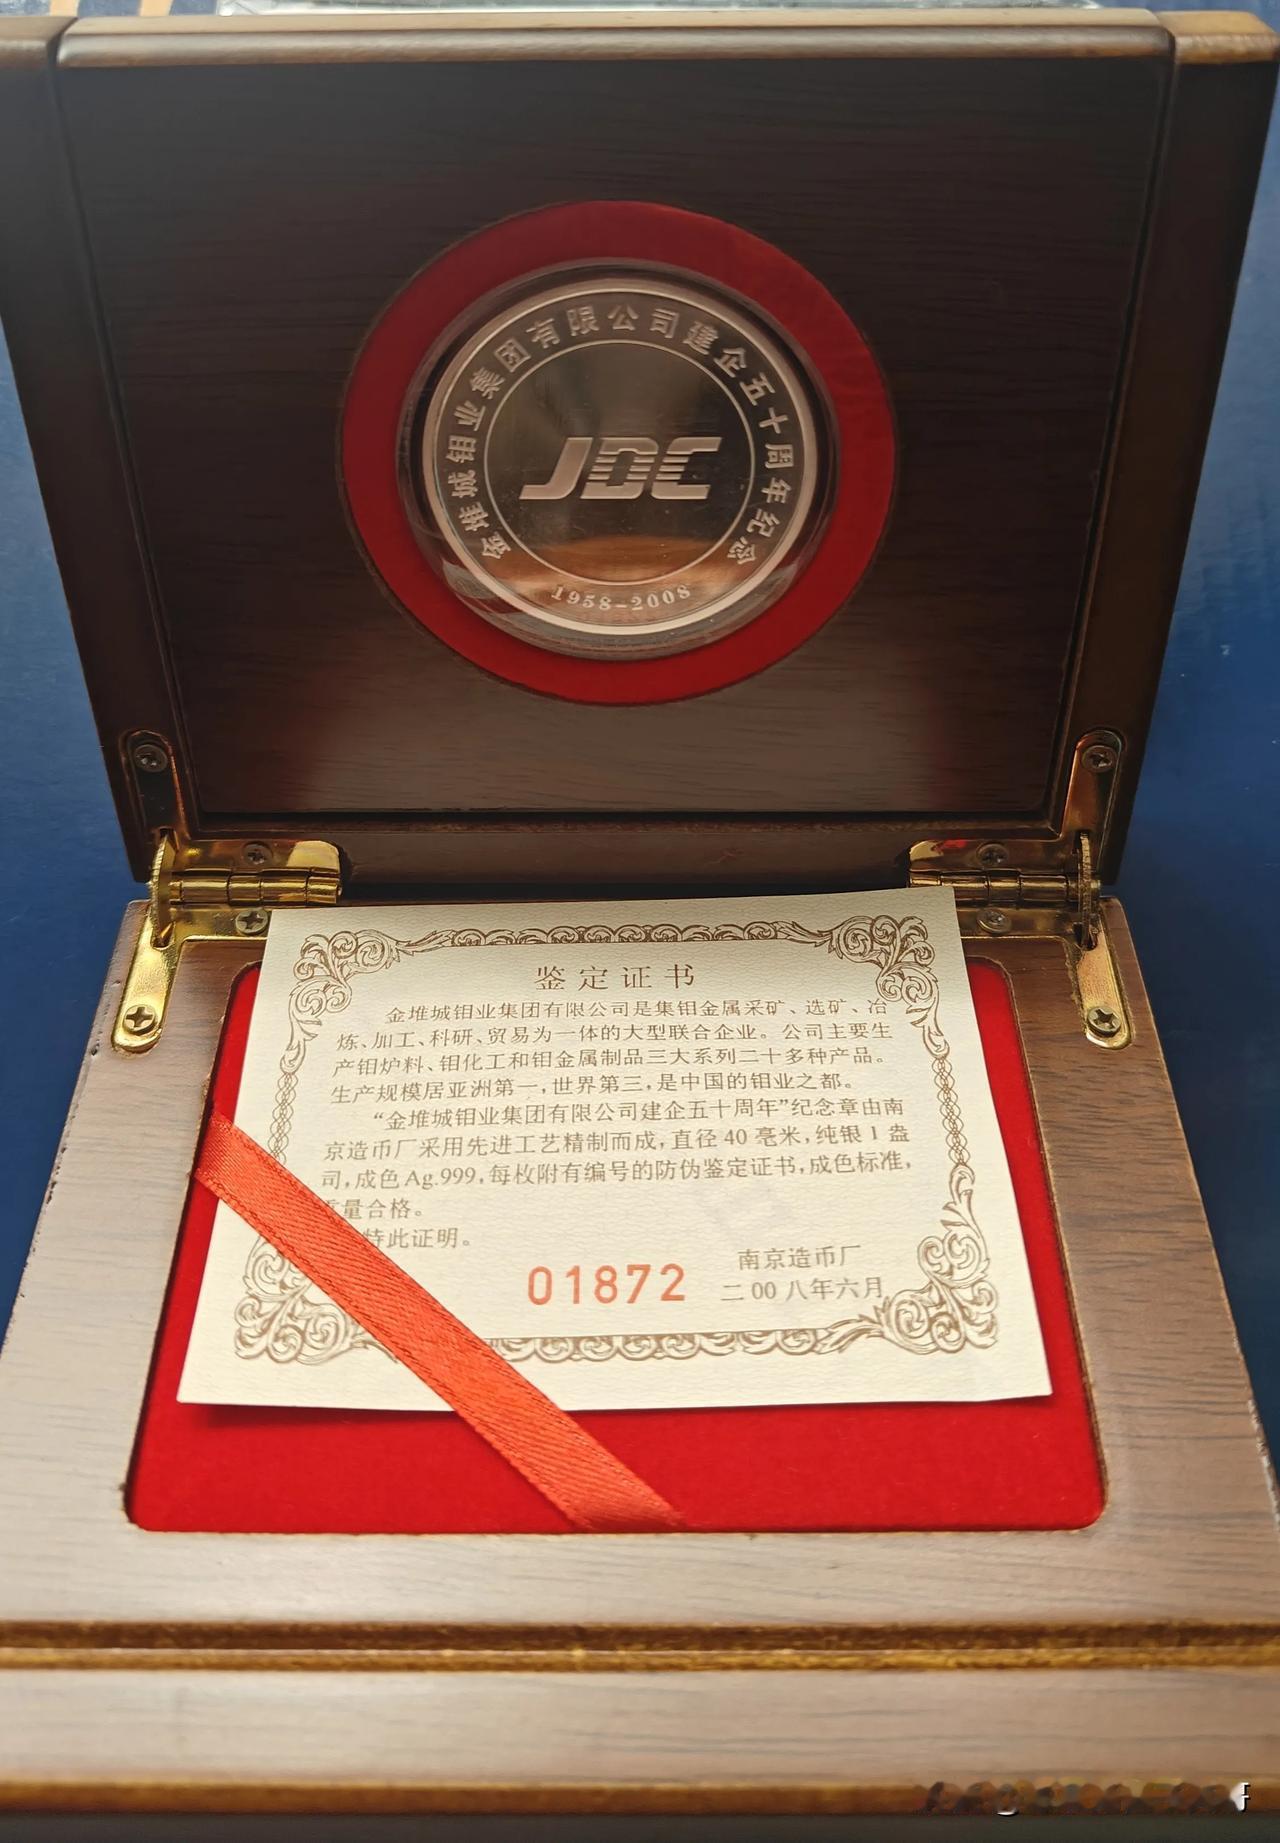 金堆城钼业集团有限公司建企五十周年纪念
JDC
1958-2008
鉴定证书
金堆城钼业集团有限公司是集钼金属采矿、选矿、冶
炼、加工、科研、贸易为一体的大型联合企业。公司主要生
产钼炉料、钼化工和钼金属制品三大系列二十多种产品。
生产规模居亚洲第一,世界第三,是中国的钼业之都。
“金堆城钼业集团有限公司建企五十周年”纪念章由南
京造币厂采用先进工艺精制而成,直径40毫米,纯银1盎
司,成色Ag.999,每枚附有编号的防伪鉴定证书,成色标准,
质量合格。
特此证明。
南京造币厂
01872
二00八年六月